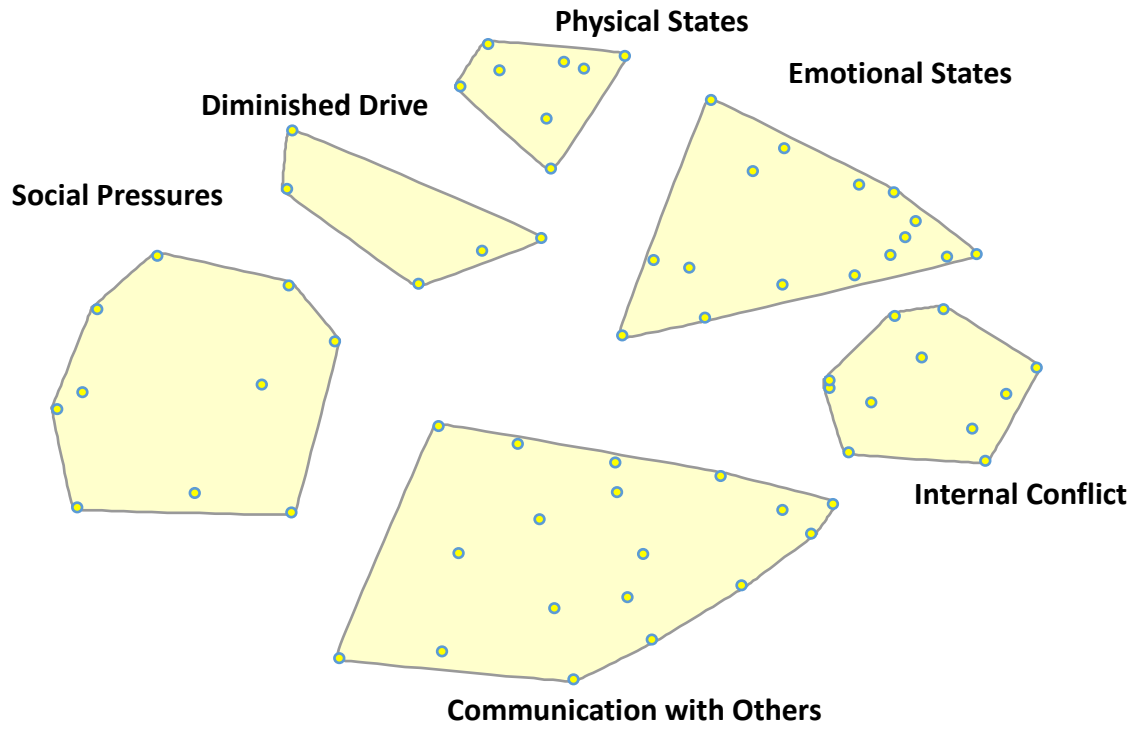 Physical States
Emotional States
Diminished Drive
Social Pressures
Internal Conflict
Communication with Others